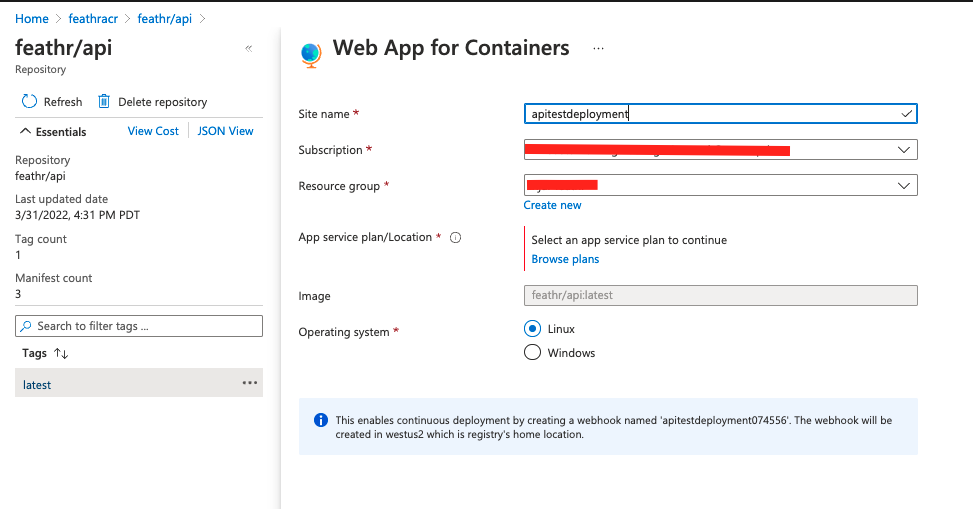 Home > feathracr > feathr/api >
feathr/api
«
Repository
Refresh Delete repository
Essentials View Cost JSON View
Repository
feathr/api
Last updated date
3/31/2022, 4:31 PM PDT
Tag count
1
Manifest count
3
Search to filter tags ...
Tags ↑↓
latest ...
Web App for Containers ...
Site name * apitestdeployment
Subscription *
Resource group *
Create new
App service plan/Location * Select an app service plan to continue
Browse plans
Image feathr/api:latest
Operating system * Linux
Windows
This enables continuous deployment by creating a webhook named 'apitestdeployment074556'. The webhook will be
created in westus2 which is registry's home location.